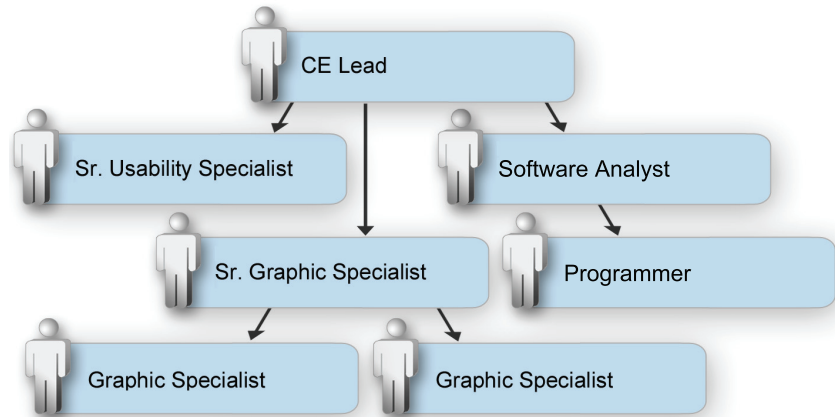 CE Lead
Sr. Usability Specialist
Software Analyst
Sr. Graphic Specialist
Programmer
Graphic Specialist
Graphic Specialist